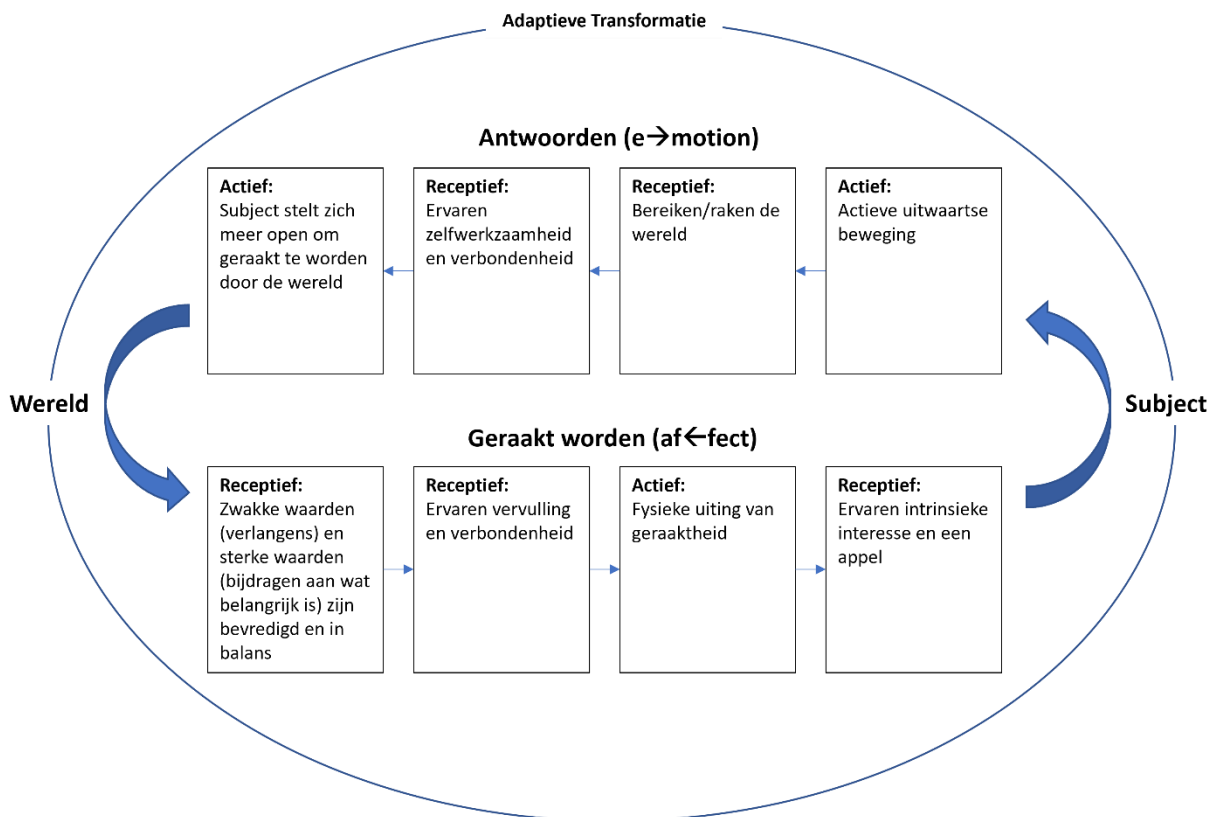 Adaptieve Transformatie
Antwoorden (e→motion)
Actief:
Subject stelt zich
meer open om
geraakt te worden
door de wereld
Receptief:
Ervaren
zelfwerkzaamheid
en verbondenheid
Receptief:
Bereiken/raken de
wereld
Actief:
Actieve uitwaartse
beweging
Wereld
Subject
Geraakt worden (af←fect)
Receptief:
Zwakke waarden
(verlangens) en
sterke waarden
(bijdragen aan wat
belangrijk is) zijn
bevredigd en in
balans
Receptief:
Ervaren vervulling
en verbondenheid
Actief:
Fysieke uiting van
geraaktheid
Receptief:
Ervaren intrinsieke
interesse en een
appel